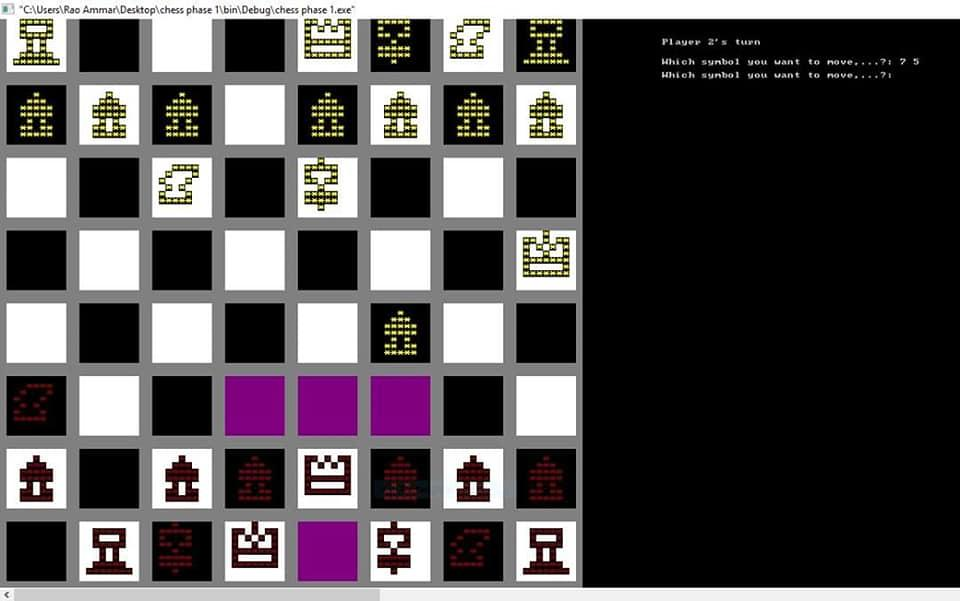 "C:\Users\Rao Ammar\Desktop\chess phase 1\bin\Debug\chess phase 1.exe"
Player 2's turn
Which symbol you want to move,...?: 7 5
Which symbol you want to move,...?: